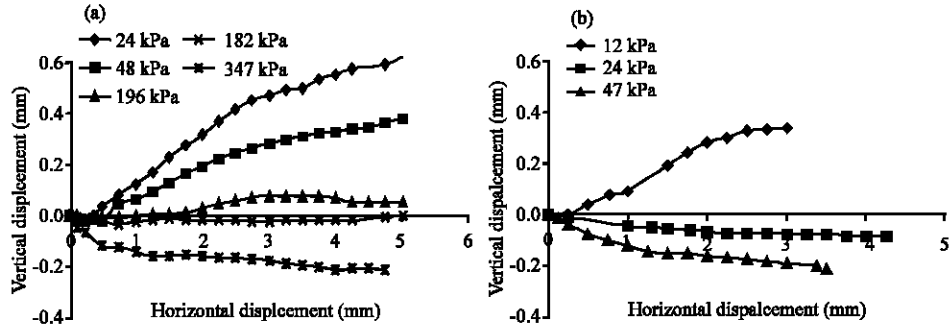 (a)
24 kPa
182 kPa
48 kPa
347 kPa
196 kPa
0.6
0.4
0.2
0.0
-0.2
-0.4
0
1
2
3
4
5
6
Vertical displcement (mm)
Horizontal displcement (mm)
(b)
12 kPa
24 kPa
47 kPa
0.6
0.4
0.2
0.0
-0.2
-0.4
0
1
2
3
4
5
Vertical dispalcement (mm)
Horizontal dispalcement (mm)